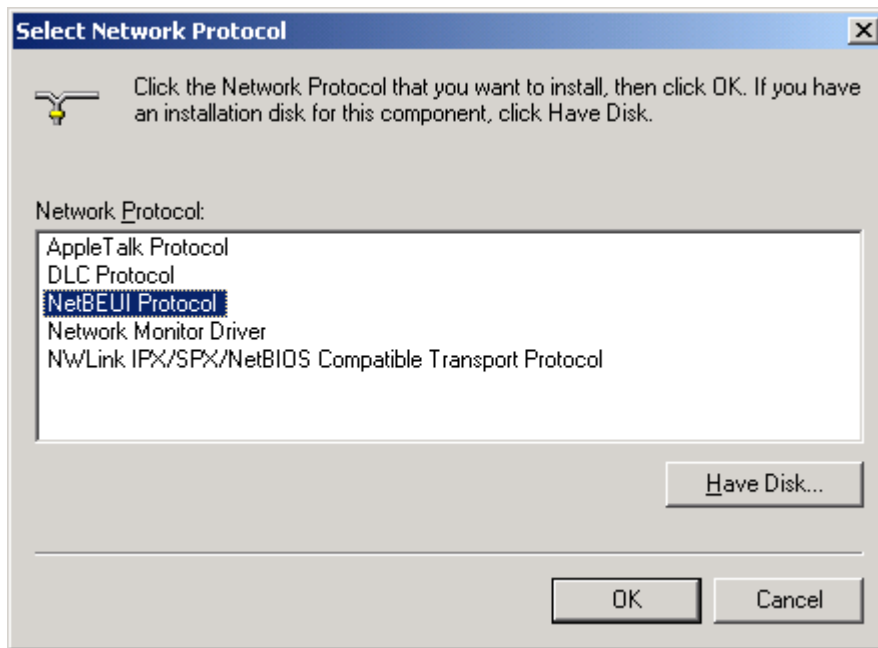 Select Network Protocol
Click the Network Protocol that you want to install, then click OK. If you have
an installation disk for this component, click Have Disk.
Network Protocol:
AppleTalk Protocol
DLC Protocol
NetBEUI Protocol
Network Monitor Driver
NWLink IPX/SPX/NetBIOS Compatible Transport Protocol
Have Disk...
OK
Cancel